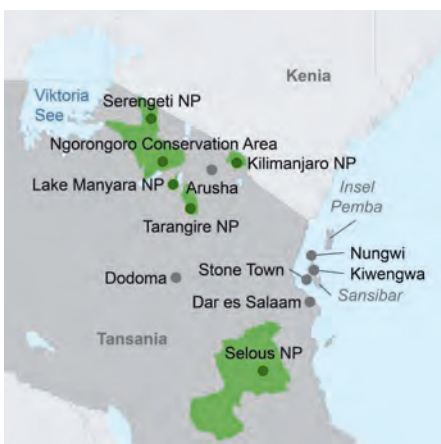 Kenia
Viktoria
See
Serengeti NP
Ngorongoro Conservation Area
Kilimanjaro NP
Lake Manyara NP
Arusha
Tarangire NP
Insel
Pemba
Nungwi
Stone Town
Kiwengwa
Dodoma
Sansibar
Dar es Salaam
Tansania
Selous NP